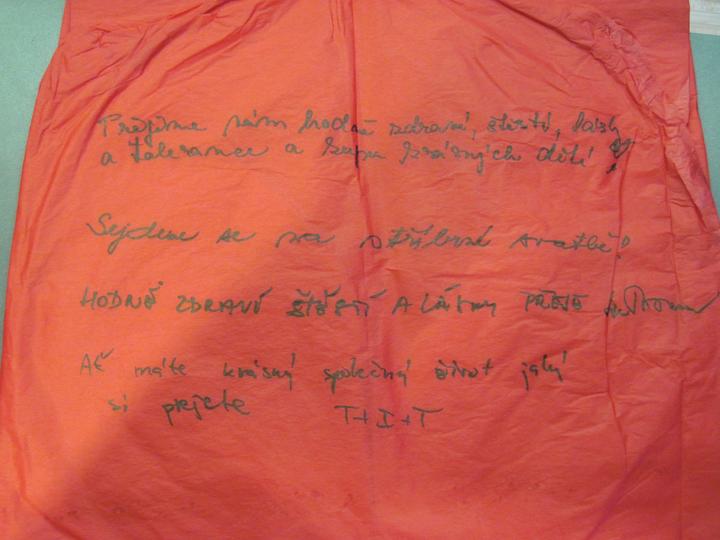 Přejeme vám hodně zdraví, štěstí, lásky
a tolerance a kupu krásných dětí
Sejdeme se na stříbrné svatbě!
HODNĚ ZDRAVÍ ŠTĚSTÍ A LÁSKY PŘEJE
AŤ máte krásný společný život jaký
si přejete T+I+T